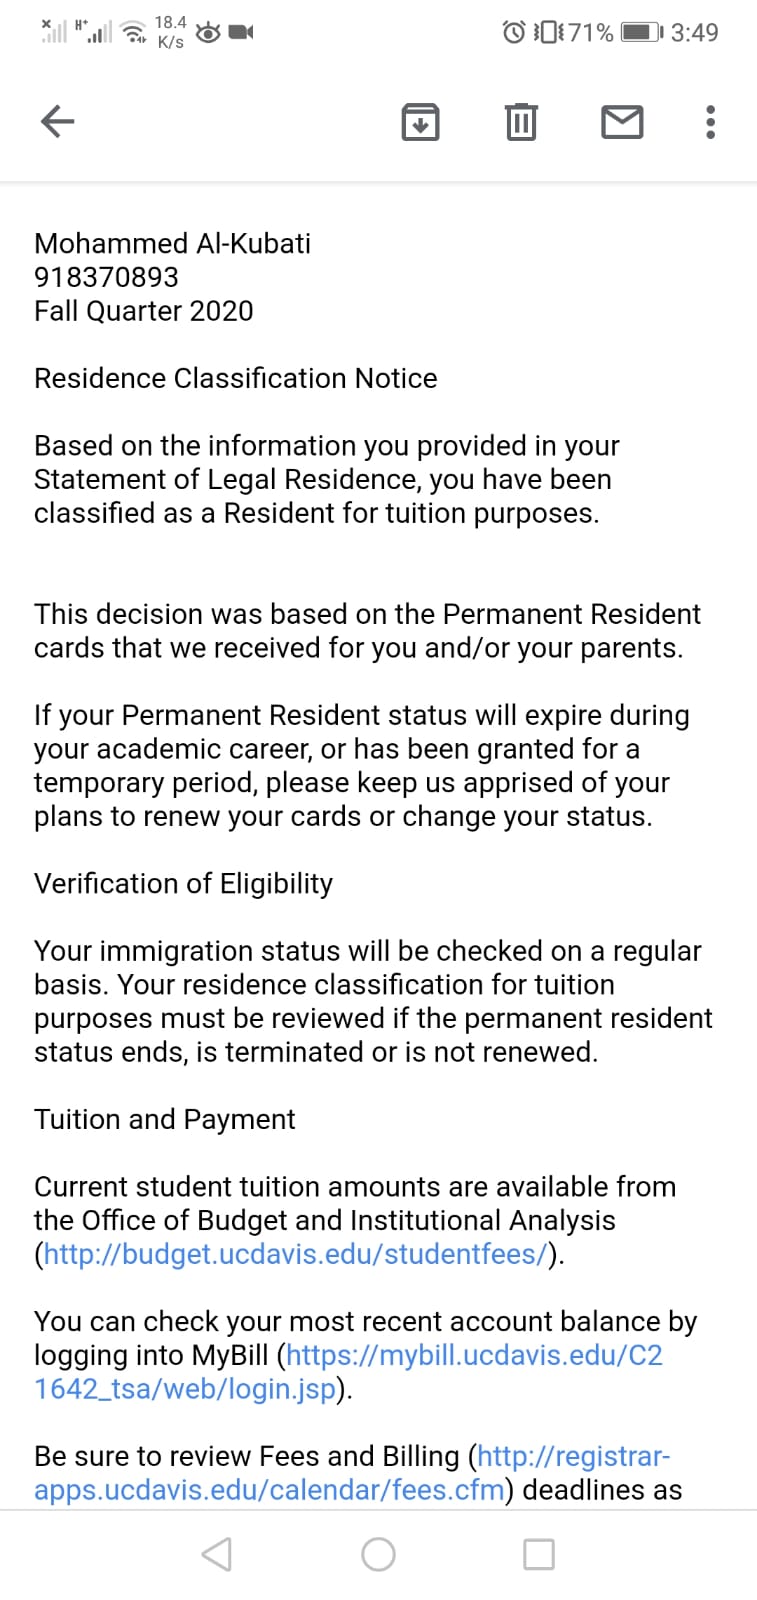 18.4
K/s
71%
3:49
Mohammed Al-Kubati
918370893
Fall Quarter 2020
Residence Classification Notice
Based on the information you provided in your
Statement of Legal Residence, you have been
classified as a Resident for tuition purposes.
This decision was based on the Permanent Resident
cards that we received for you and/or your parents.
If your Permanent Resident status will expire during
your academic career, or has been granted for a
temporary period, please keep us apprised of your
plans to renew your cards or change your status.
Verification of Eligibility
Your immigration status will be checked on a regular
basis. Your residence classification for tuition
purposes must be reviewed if the permanent resident
status ends, is terminated or is not renewed.
Tuition and Payment
Current student tuition amounts are available from
the Office of Budget and Institutional Analysis
(http://budget.ucdavis.edu/studentfees/).
You can check your most recent account balance by
logging into MyBill (https://mybill.ucdavis.edu/C2
1642_tsa/web/login.jsp).
Be sure to review Fees and Billing (http://registrar-
apps.ucdavis.edu/calendar/fees.cfm) deadlines as